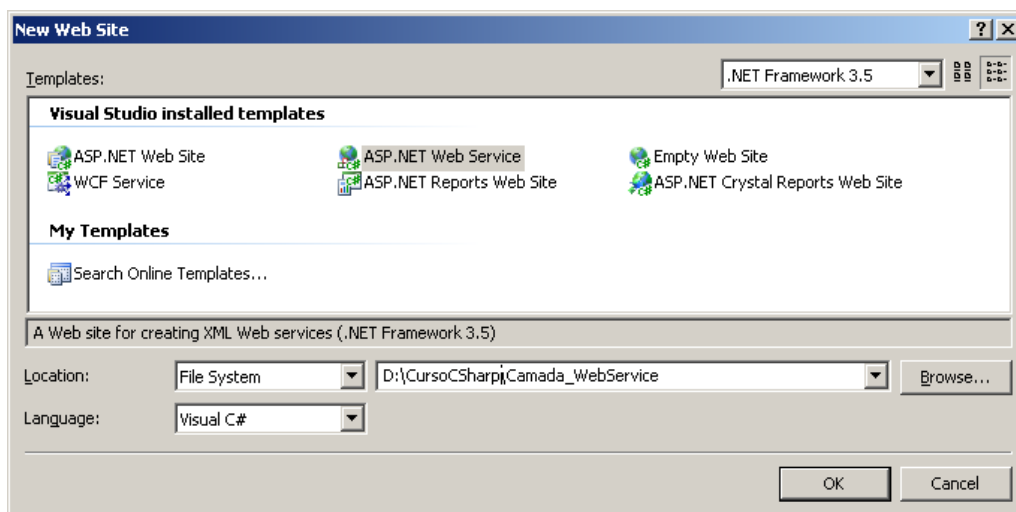 New Web Site
Templates:
.NET Framework 3.5
Visual Studio installed templates
ASP.NET Web Site ASP.NET Web Service Empty Web Site
WCF Service ASP.NET Reports Web Site ASP.NET Crystal Reports Web Site
My Templates
Search Online Templates...
A Web site for creating XML Web services (.NET Framework 3.5)
Location: File System D:\CursoCSharp\Camada_WebService Browse...
Language: Visual C#
OK Cancel